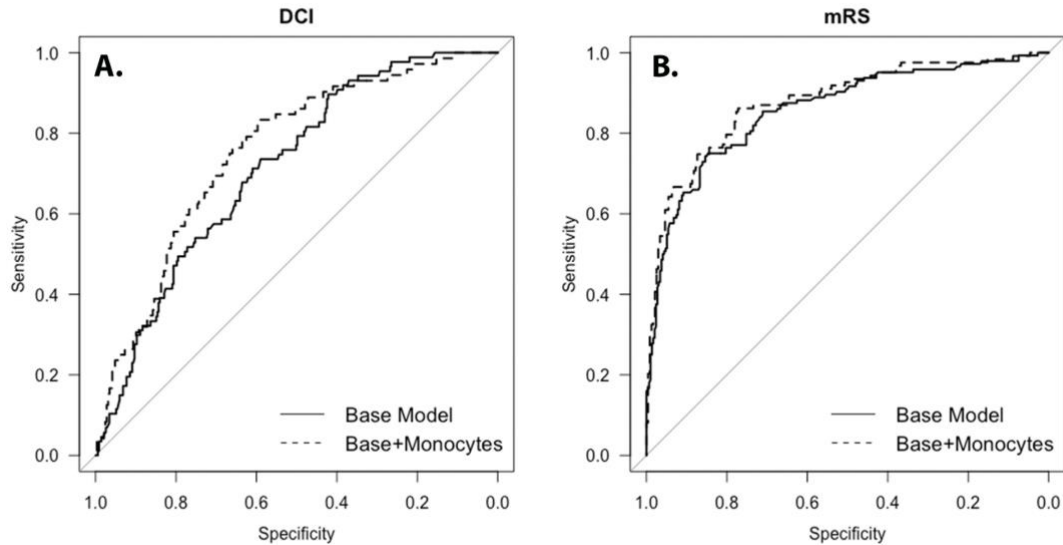 DCI
A.
1.0
0.8
0.6
0.4
0.2
0.0
Sensitivity
1.0 0.8 0.6 0.4 0.2 0.0
Specificity
Base Model
Base+Monocytes
mRS
B.
1.0
0.8
0.6
0.4
0.2
0.0
Sensitivity
1.0 0.8 0.6 0.4 0.2 0.0
Specificity
Base Model
Base+Monocytes